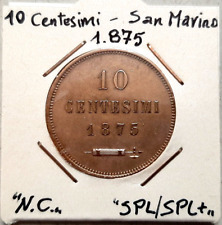 10 Centesimi - San Marino
1.875
10
CENTESIMI
1875
"N.C." "SPL/SPL+"